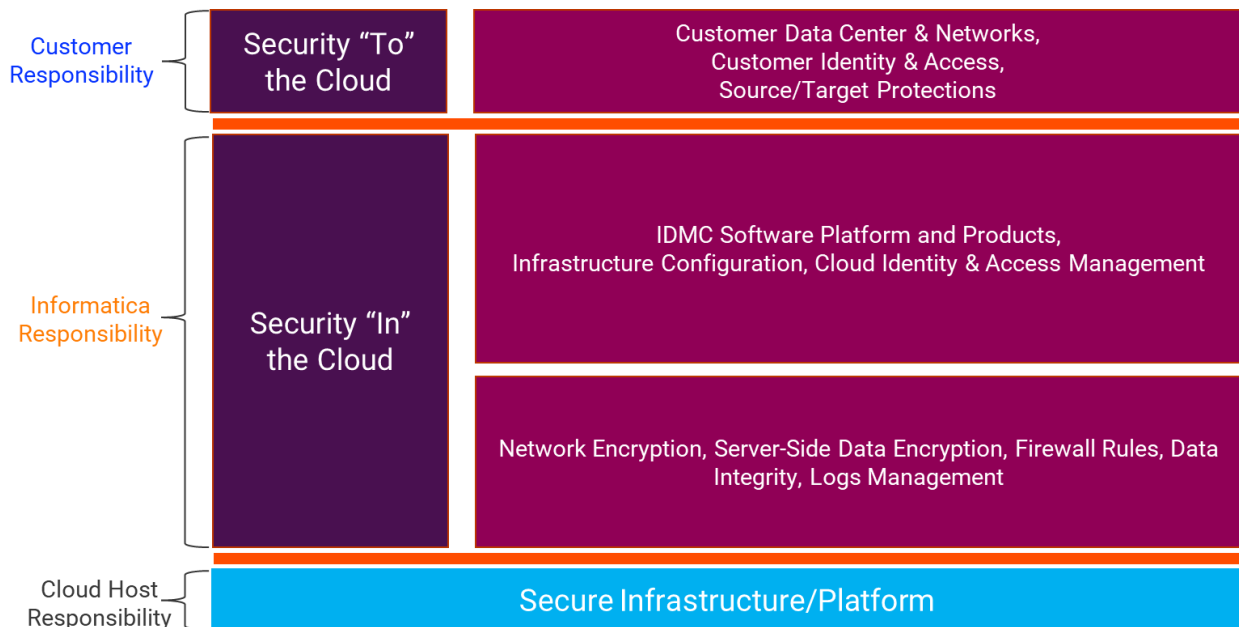 Customer
Responsibility
Security “To”
the Cloud
Customer Data Center & Networks,
Customer Identity & Access,
Source/Target Protections
Informatica
Responsibility
Security “In”
the Cloud
IDMC Software Platform and Products,
Infrastructure Configuration, Cloud Identity & Access Management
Network Encryption, Server-Side Data Encryption, Firewall Rules, Data
Integrity, Logs Management
Cloud Host
Responsibility
Secure Infrastructure/Platform